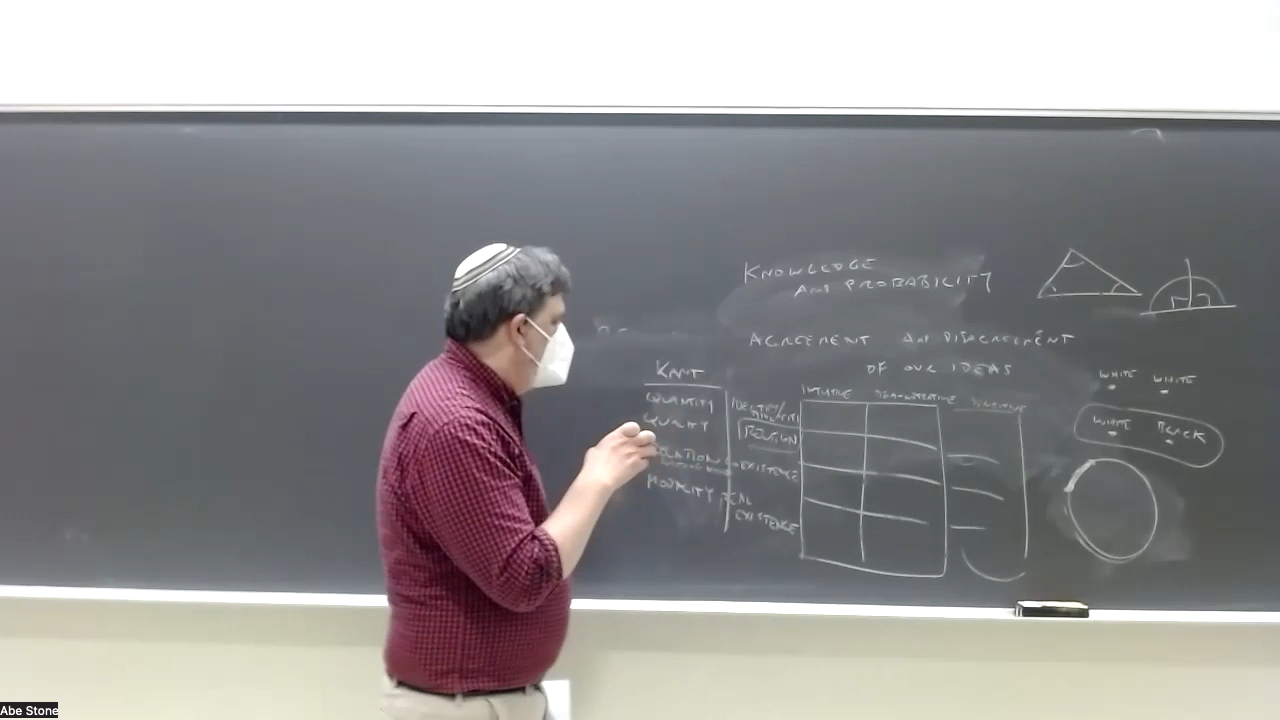 KNOWLEDGE
AND PROBABILITY
AGREEMENT AND DISAGREEMENT
OF OUR IDEAS
KANT
QUANTITY
QUALITY
RELATION
MODALITY
IDENTITY/
RELATION
COEXISTENCE
REAL
EXISTENCE
INTUITIVE DEMONSTRATIVE
WHITE WHITE
WHITE BLACK
Abe Stone